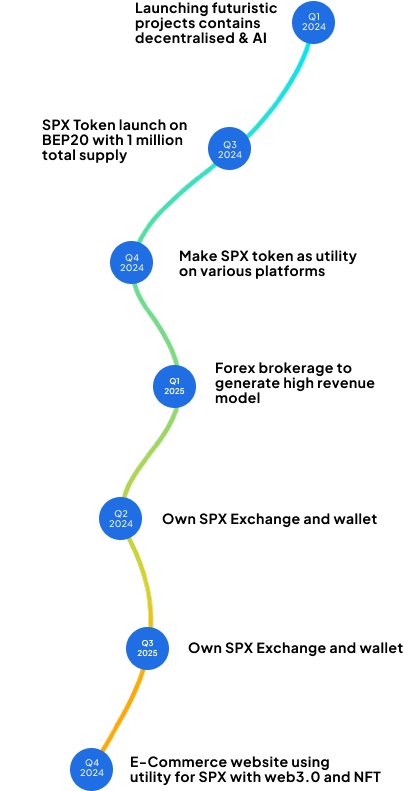 Launching futuristic
projects contains
decentralised & AI
Q1
2024
SPX Token launch on
BEP20 with 1 million
total supply
Q3
2024
Q4
2024
Make SPX token as utility
on various platforms
Q1
2025
Forex brokerage to
generate high revenue
model
Q2
2024
Own SPX Exchange and wallet
Q3
2025
Own SPX Exchange and wallet
Q4
2024
E-Commerce website using
utility for SPX with web3.0 and NFT